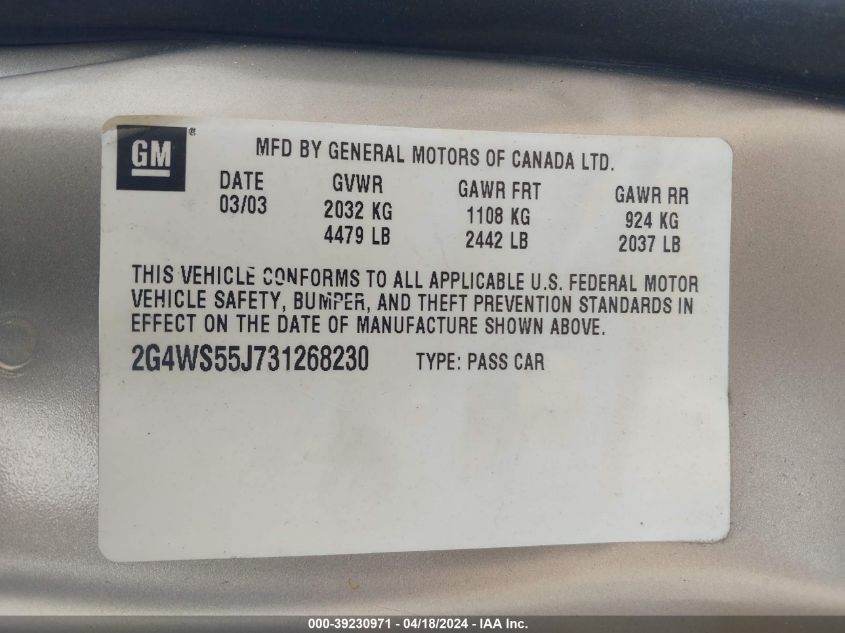 GM ®
MFD BY GENERAL MOTORS OF CANADA LTD.
DATE GVWR GAWR FRT GAWR RR
03/03 2032 KG 1108 KG 924 KG
4479 LB 2442 LB 2037 LB
THIS VEHICLE CONFORMS TO ALL APPLICABLE U.S. FEDERAL MOTOR
VEHICLE SAFETY, BUMPER, AND THEFT PREVENTION STANDARDS IN
EFFECT ON THE DATE OF MANUFACTURE SHOWN ABOVE.
2G4WS55J731268230 TYPE: PASS CAR
000-39230971 - 04/18/2024 - IAA Inc.